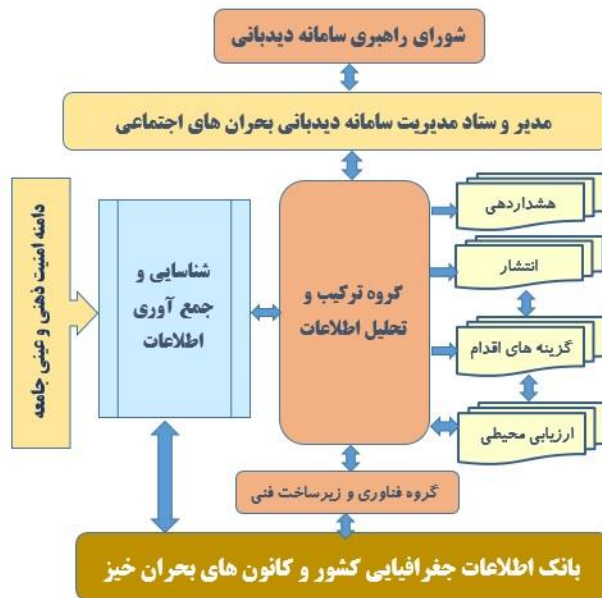 شورای راهبری سامانه دیدبانی
مدیر و ستاد مدیریت سامانه دیدبانی بحران های اجتماعی
دامنه امنیت ذهنی و عینی جامعه
شناسایی و
جمع آوری
اطلاعات
گروه ترکیب و
تحلیل اطلاعات
هشداردهی
انتشار
گزینه های اقدام
ارزیابی محیطی
گروه فناوری و زیرساخت فنی
بانک اطلاعات جغرافیایی کشور و کانون های بحران خیز